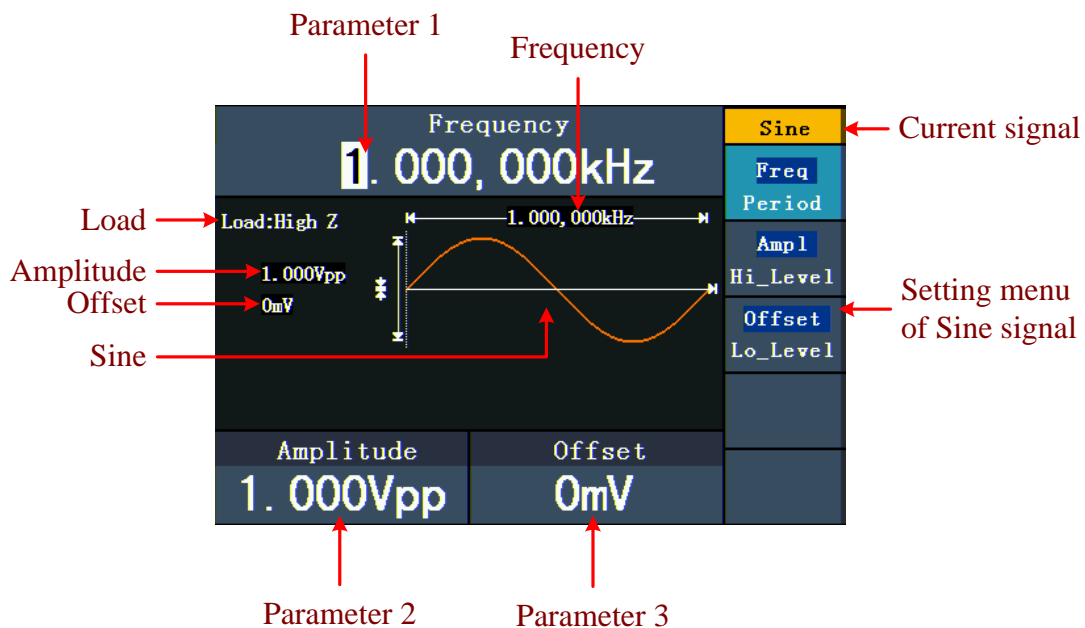 Parameter 1
Frequency
Frequency
1.000,000kHz
Sine
Current signal
Freq
Period
Load
Load:High Z
1.000,000kHz
Amplitude
1.000Vpp
Ampl
Hi_Level
Offset
0mV
Offset
Lo_Level
Setting menu
of Sine signal
Sine
Amplitude
1.000Vpp
Offset
0mV
Parameter 2
Parameter 3